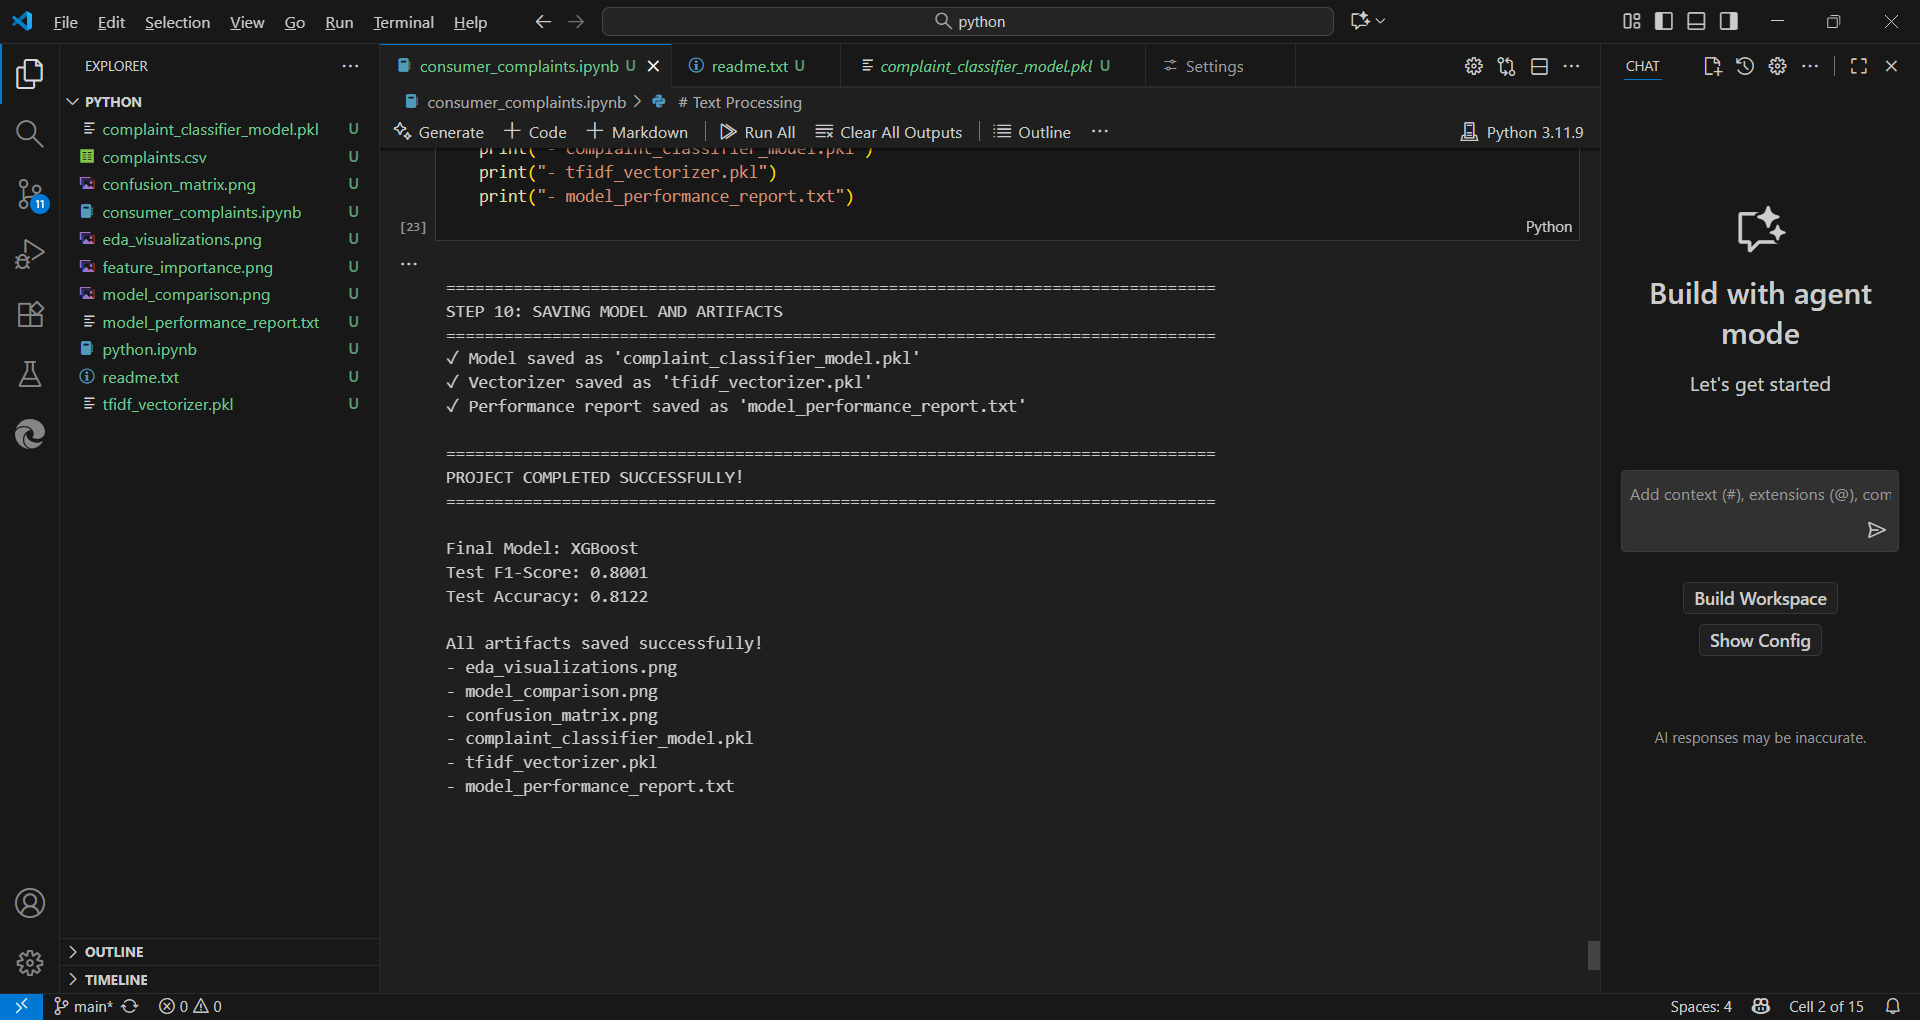 File Edit Selection View Go Run Terminal Help
python
EXPLORER
PYTHON
complaint_classifier_model.pkl U
complaints.csv U
confusion_matrix.png U
consumer_complaints.ipynb U
eda_visualizations.png U
feature_importance.png U
model_comparison.png U
model_performance_report.txt U
python.ipynb U
readme.txt U
tfidf_vectorizer.pkl U
11
OUTLINE
TIMELINE
consumer_complaints.ipynb U
readme.txt U
complaint_classifier_model.pkl U
Settings
consumer_complaints.ipynb > # Text Processing
Generate + Code + Markdown Run All Clear All Outputs Outline ...
Python 3.11.9
print("- complaint_classifier_model.pkl")
print("- tfidf_vectorizer.pkl")
print("- model_performance_report.txt")
[23]
Python
...
================================================================================
STEP 10: SAVING MODEL AND ARTIFACTS
================================================================================
✓ Model saved as 'complaint_classifier_model.pkl'
✓ Vectorizer saved as 'tfidf_vectorizer.pkl'
✓ Performance report saved as 'model_performance_report.txt'
================================================================================
PROJECT COMPLETED SUCCESSFULLY!
================================================================================
Final Model: XGBoost
Test F1-Score: 0.8001
Test Accuracy: 0.8122
All artifacts saved successfully!
- eda_visualizations.png
- model_comparison.png
- confusion_matrix.png
- complaint_classifier_model.pkl
- tfidf_vectorizer.pkl
- model_performance_report.txt
CHAT
Build with agent
mode
Let's get started
Add context (#), extensions (@), com
Build Workspace
Show Config
AI responses may be inaccurate.
main* 0 0
Spaces: 4 Cell 2 of 15